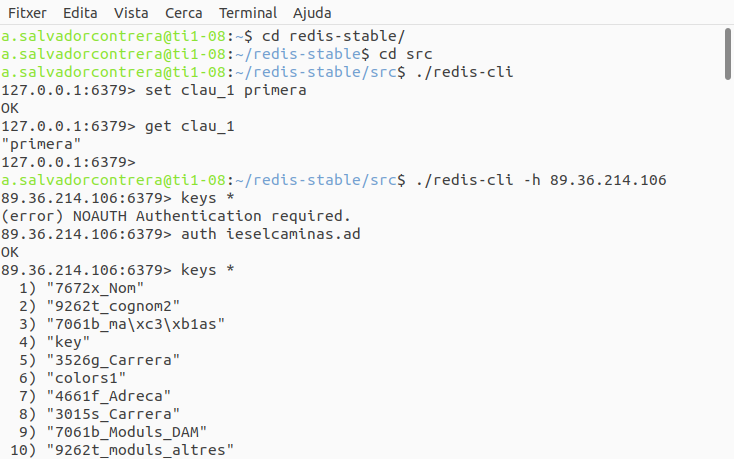 Fitxer Edita Vista Cerca Terminal Ajuda
a.salvadorcontrera@ti1-08:~$ cd redis-stable/
a.salvadorcontrera@ti1-08:~/redis-stable$ cd src
a.salvadorcontrera@ti1-08:~/redis-stable/src$ ./redis-cli
127.0.0.1:6379> set clau_1 primera
OK
127.0.0.1:6379> get clau_1
"primera"
127.0.0.1:6379>
a.salvadorcontrera@ti1-08:~/redis-stable/src$ ./redis-cli -h 89.36.214.106
89.36.214.106:6379> keys *
(error) NOAUTH Authentication required.
89.36.214.106:6379> auth ieselcaminas.ad
OK
89.36.214.106:6379> keys *
1) "7672x_Nom"
2) "9262t_cognom2"
3) "7061b_ma\xc3\xb1as"
4) "key"
5) "3526g_Carrera"
6) "colors1"
7) "4661f_Adreca"
8) "3015s_Carrera"
9) "7061b_Moduls_DAM"
10) "9262t_moduls_altres"